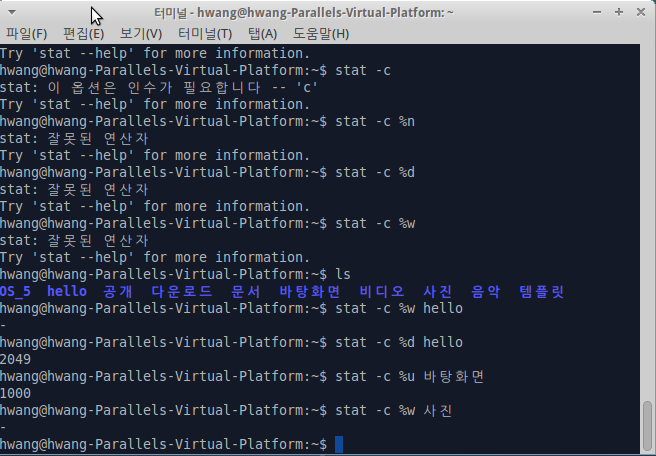 터미널 - hwang@hwang-Parallels-Virtual-Platform: ~
파일(F) 편집(E) 보기(V) 터미널(T) 탭(A) 도움말(H)
Try 'stat --help' for more information.
hwang@hwang-Parallels-Virtual-Platform:~$ stat -c
stat: 이 옵션은 인수가 필요합니다 -- 'c'
Try 'stat --help' for more information.
hwang@hwang-Parallels-Virtual-Platform:~$ stat -c %n
stat: 잘못된 연산자
Try 'stat --help' for more information.
hwang@hwang-Parallels-Virtual-Platform:~$ stat -c %d
stat: 잘못된 연산자
Try 'stat --help' for more information.
hwang@hwang-Parallels-Virtual-Platform:~$ stat -c %w
stat: 잘못된 연산자
Try 'stat --help' for more information.
hwang@hwang-Parallels-Virtual-Platform:~$ ls
OS_5 hello 공개 다운로드 문서 바탕화면 비디오 사진 음악 템플릿
hwang@hwang-Parallels-Virtual-Platform:~$ stat -c %w hello
-
hwang@hwang-Parallels-Virtual-Platform:~$ stat -c %d hello
2049
hwang@hwang-Parallels-Virtual-Platform:~$ stat -c %u 바탕화면
1000
hwang@hwang-Parallels-Virtual-Platform:~$ stat -c %w 사진
-
hwang@hwang-Parallels-Virtual-Platform:~$